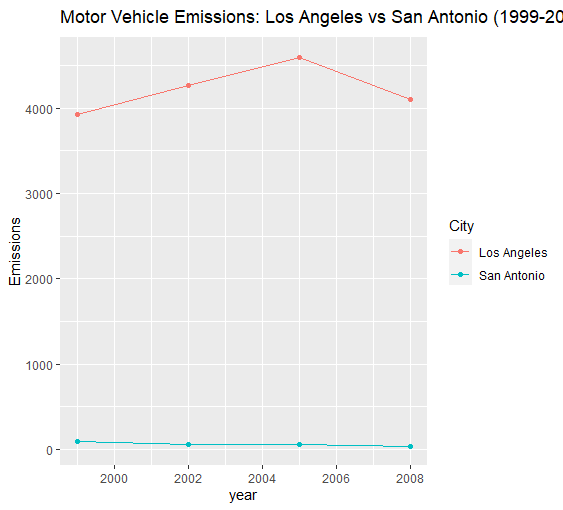 Motor Vehicle Emissions: Los Angeles vs San Antonio (1999-20
4000
3000
2000
1000
0
Emissions
2000
2002
2004
2006
2008
year
City
Los Angeles
San Antonio